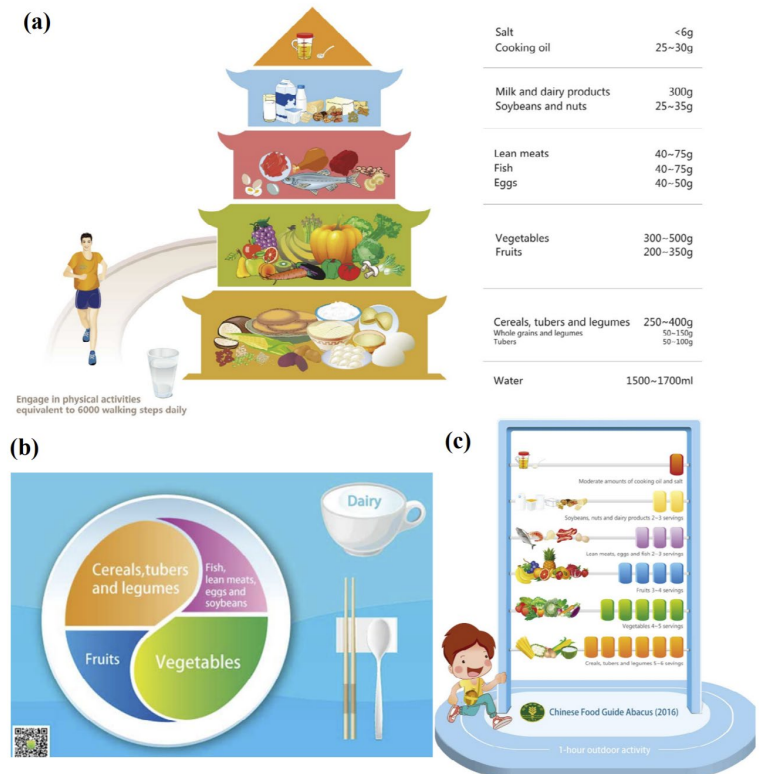 (a)
Salt <6g
Cooking oil 25~30g
Milk and dairy products 300g
Soybeans and nuts 25~35g
Lean meats 40~75g
Fish 40~75g
Eggs 40~50g
Vegetables 300~500g
Fruits 200~350g
Cereals, tubers and legumes 250~400g
Whole grains and legumes 50~150g
Tubers 50~100g
Water 1500~1700ml
Engage in physical activities
equivalent to 6000 walking steps daily
(b)
Cereals,tubers
and legumes
Fish,
lean meats,
eggs and
soybeans
Fruits
Vegetables
Dairy
(c)
Moderate amounts of cooking oil and salt
Soybeans, nuts and dairy products 2~3 servings
Lean meats, eggs and fish 2~3 servings
Fruits 3~4 servings
Vegetables 4~5 servings
Creals, tubers and legumes 5~6 servings
Chinese Food Guide Abacus (2016)
1-hour outdoor activity